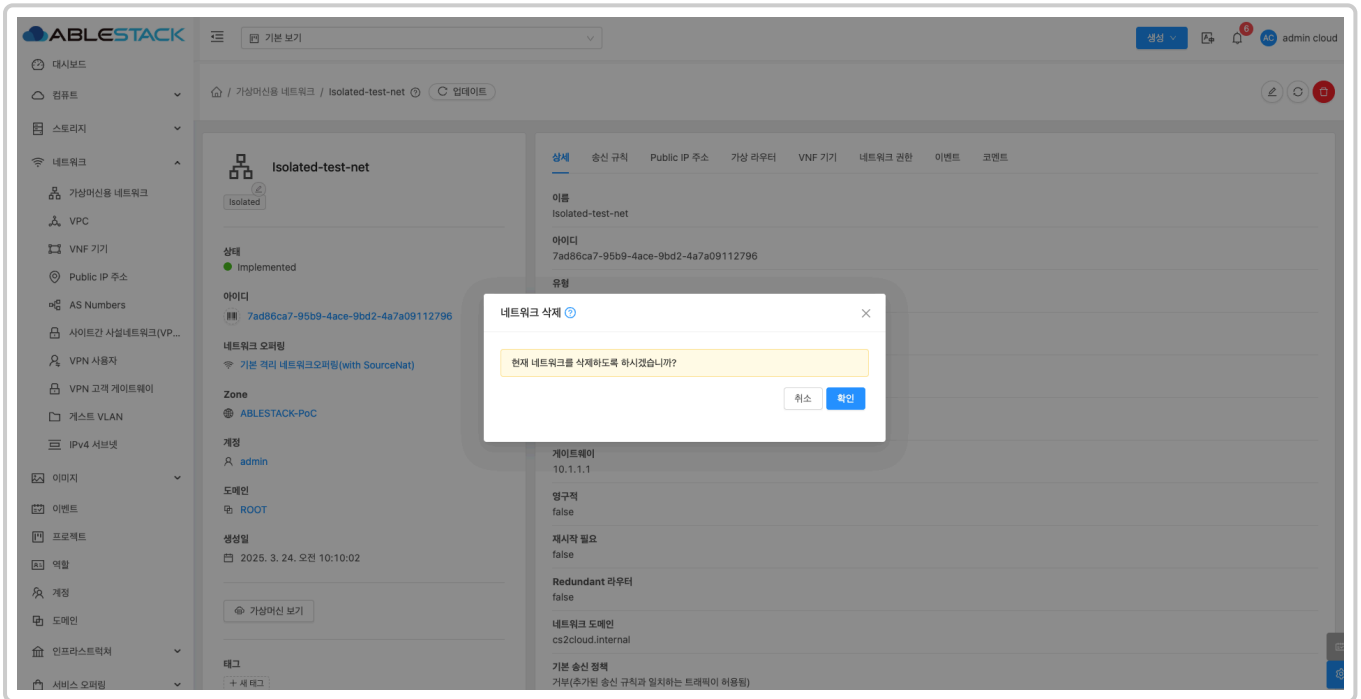 ABLESTACK
기본 보기
생성
6
AC
admin cloud
대시보드
컴퓨트
스토리지
네트워크
가상머신용 네트워크
VPC
VNF 기기
Public IP 주소
AS Numbers
사이트간 사설네트워크(VP...
VPN 사용자
VPN 고객 게이트웨이
게스트 VLAN
IPv4 서브넷
이미지
이벤트
프로젝트
역할
계정
도메인
인프라스트럭쳐
서비스 오퍼링
/ 가상머신용 네트워크 / Isolated-test-net
업데이트
Isolated-test-net
Isolated
상태
Implemented
아이디
7ad86ca7-95b9-4ace-9bd2-4a7a09112796
네트워크 오퍼링
기본 격리 네트워크오퍼링(with SourceNat)
Zone
ABLESTACK-PoC
계정
admin
도메인
ROOT
생성일
2025. 3. 24. 오전 10:10:02
가상머신 보기
태그
+ 새 태그
상세 송신 규칙 Public IP 주소 가상 라우터 VNF 기기 네트워크 권한 이벤트 코멘트
이름
Isolated-test-net
아이디
7ad86ca7-95b9-4ace-9bd2-4a7a09112796
유형
네트워크 삭제
현재 네트워크를 삭제하도록 하시겠습니까?
취소 확인
게이트웨이
10.1.1.1
영구적
false
재시작 필요
false
Redundant 라우터
false
네트워크 도메인
cs2cloud.internal
기본 송신 정책
거부(추가된 송신 규칙과 일치하는 트래픽이 허용됨)